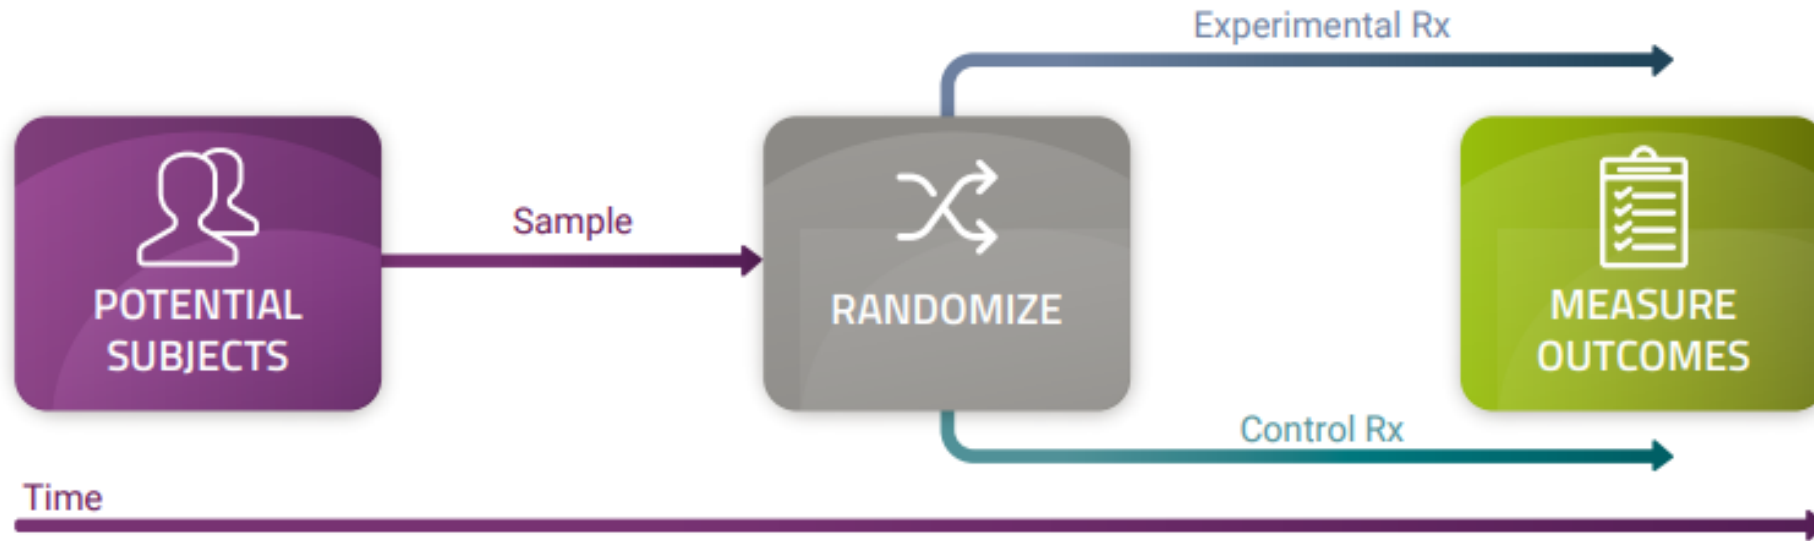 Experimental Rx
POTENTIAL
SUBJECTS
Sample
RANDOMIZE
MEASURE
OUTCOMES
Control Rx
Time